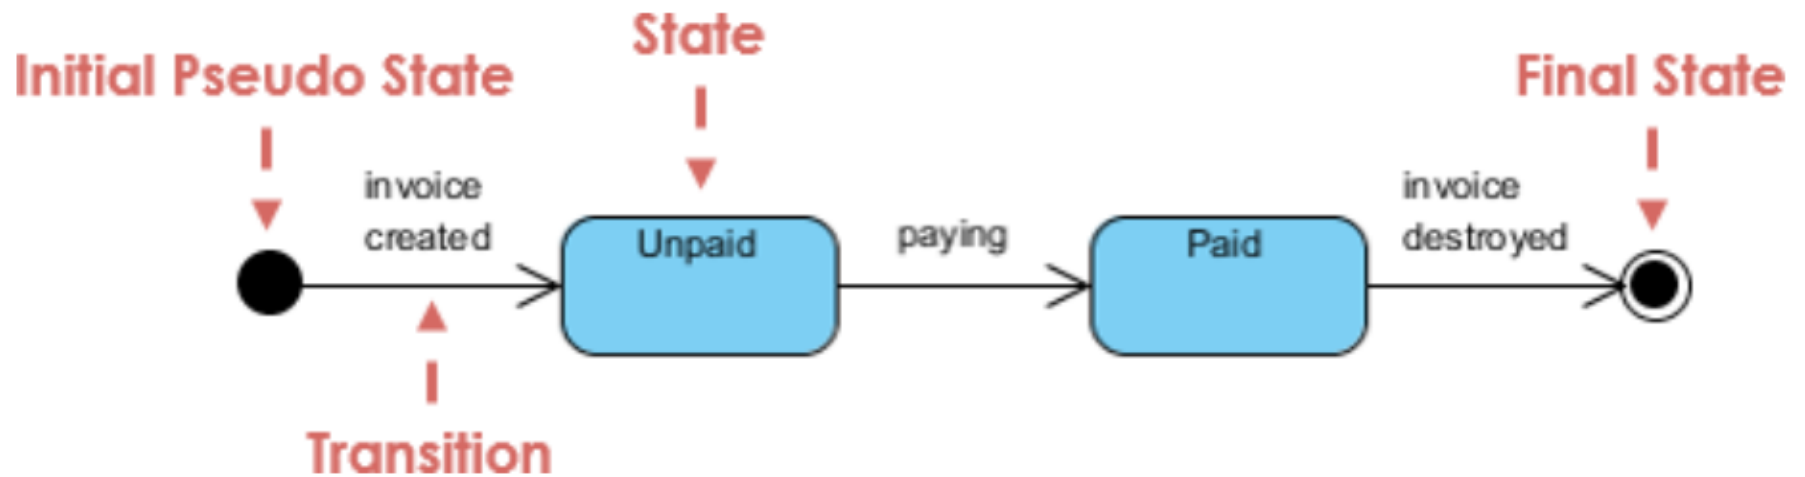 State
Initial Pseudo State
Final State
invoice
created
Unpaid
paying
Paid
invoice
destroyed
Transition